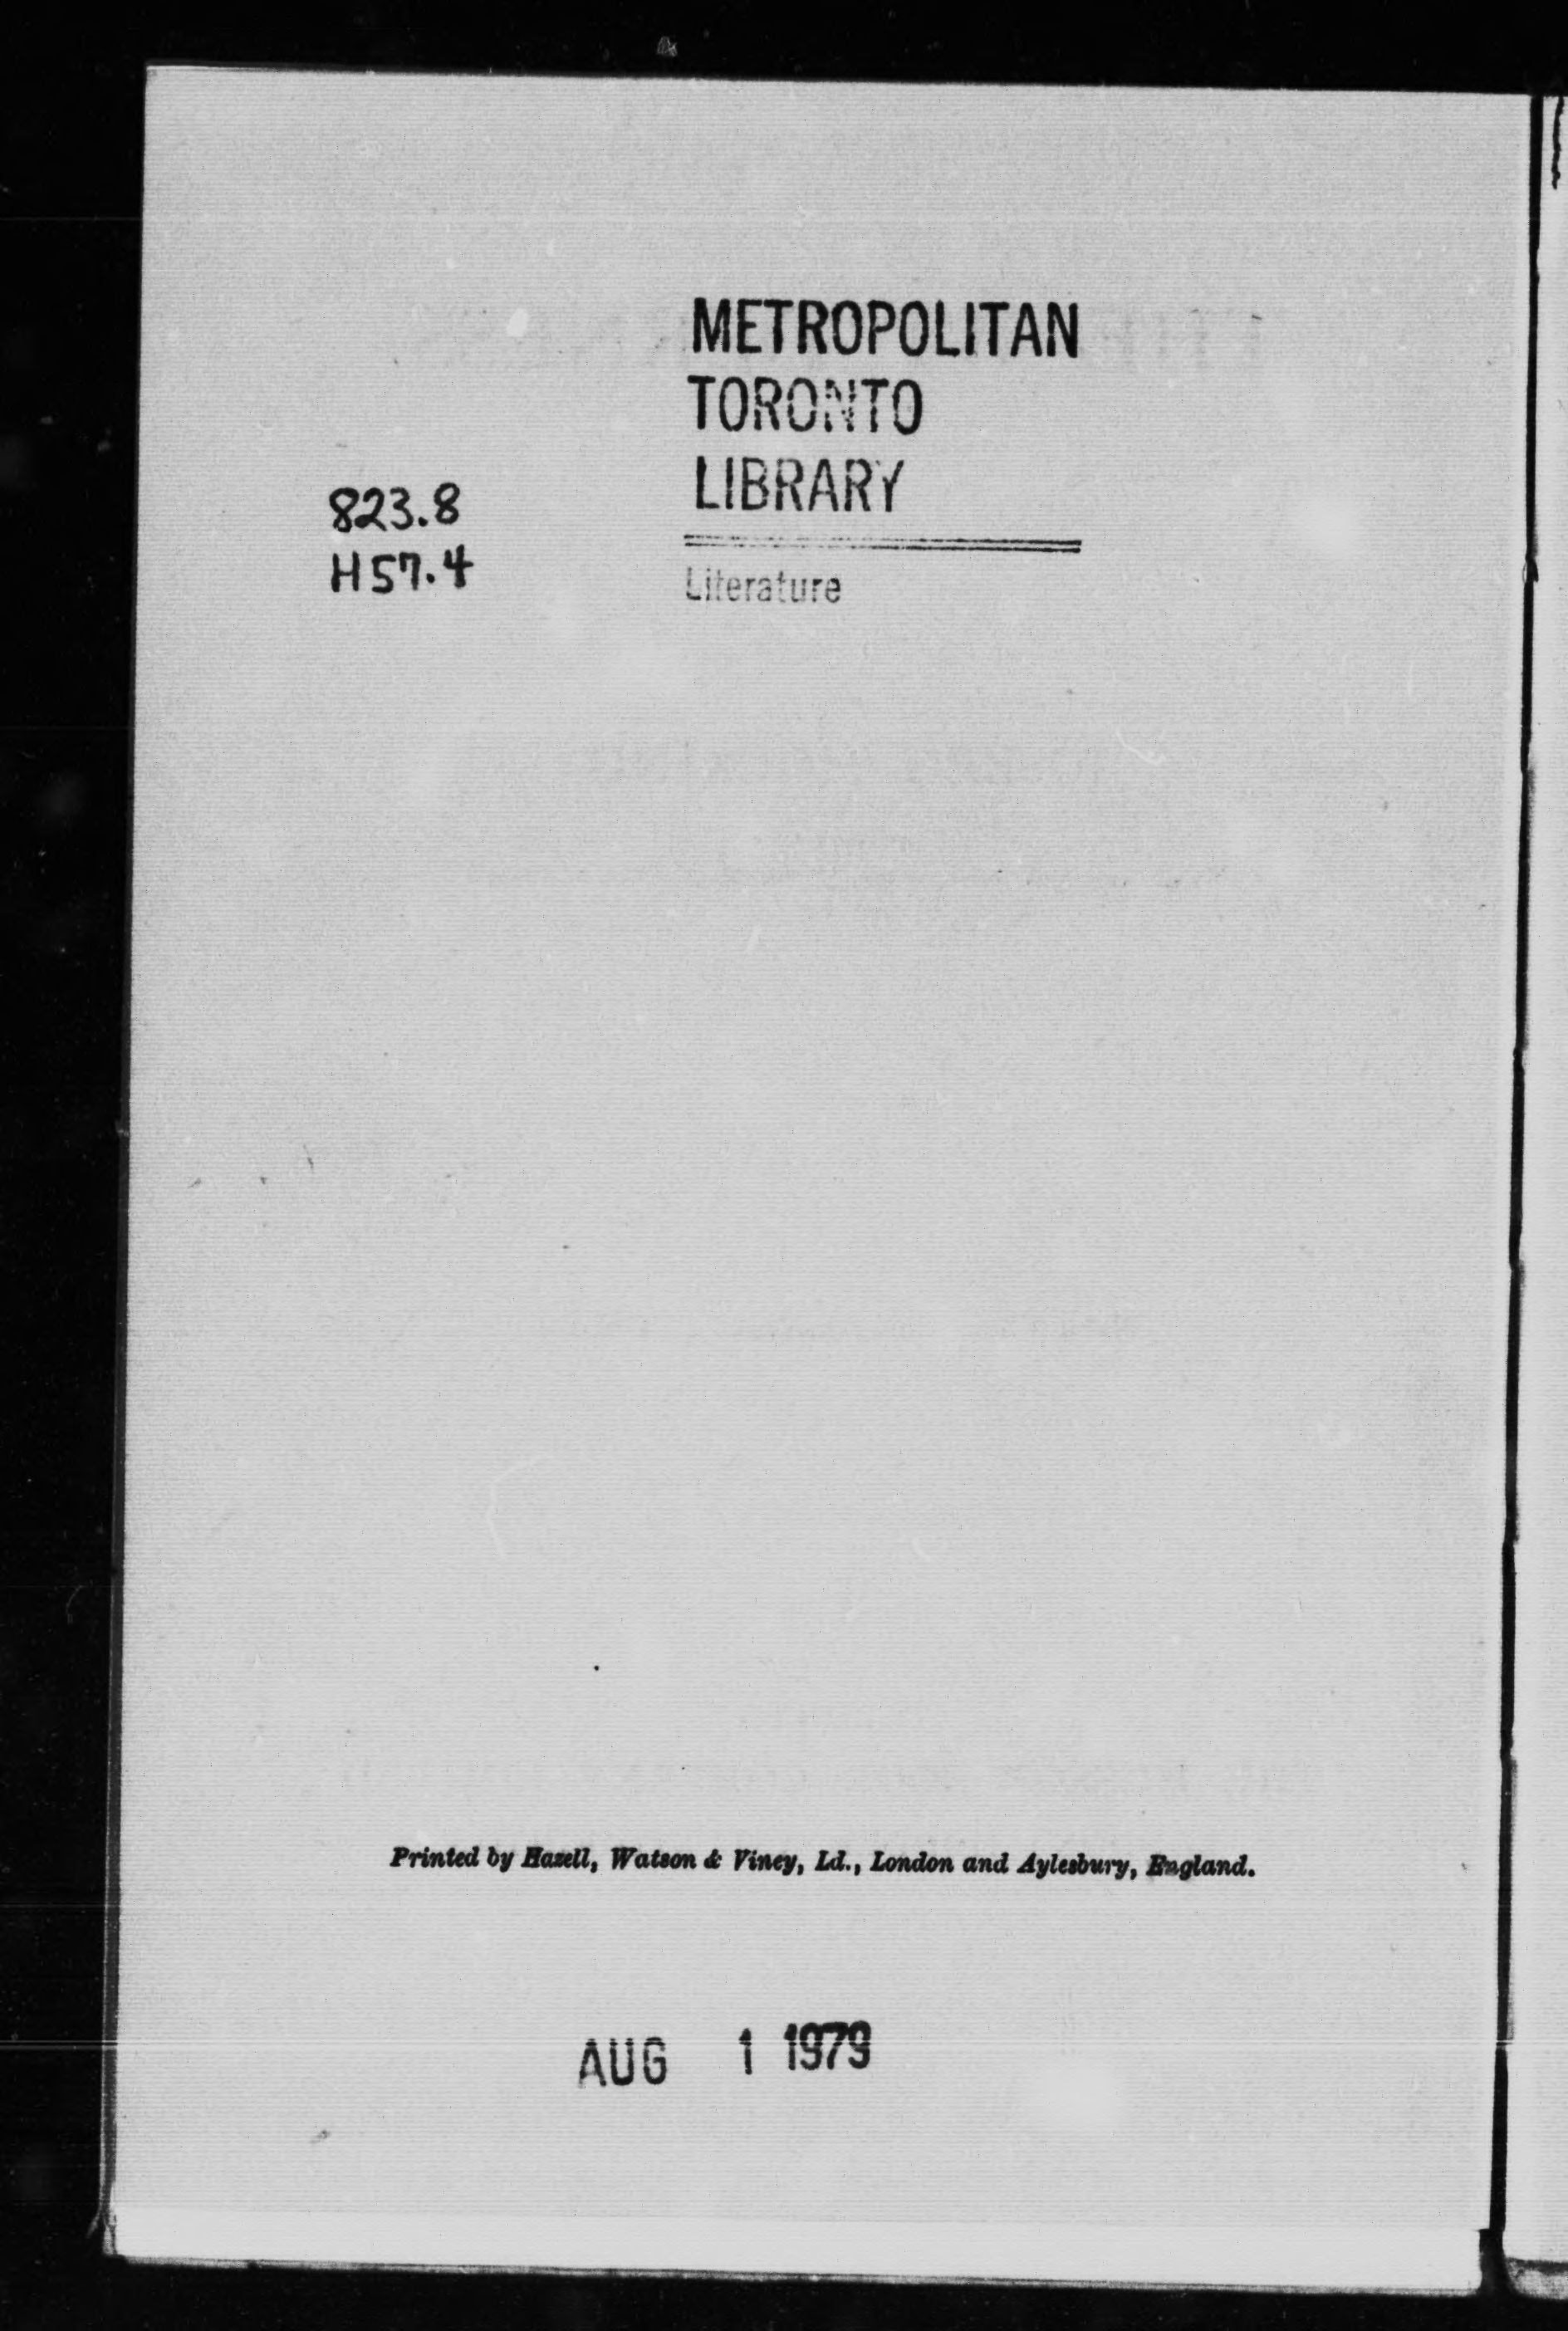 METROPOLITAN
TORONTO
LIBRARY
823.8
H57.4
Literature
Printed by Hazell, Watson & Viney, Ld., London and Aylesbury, England.
AUG 1 1979